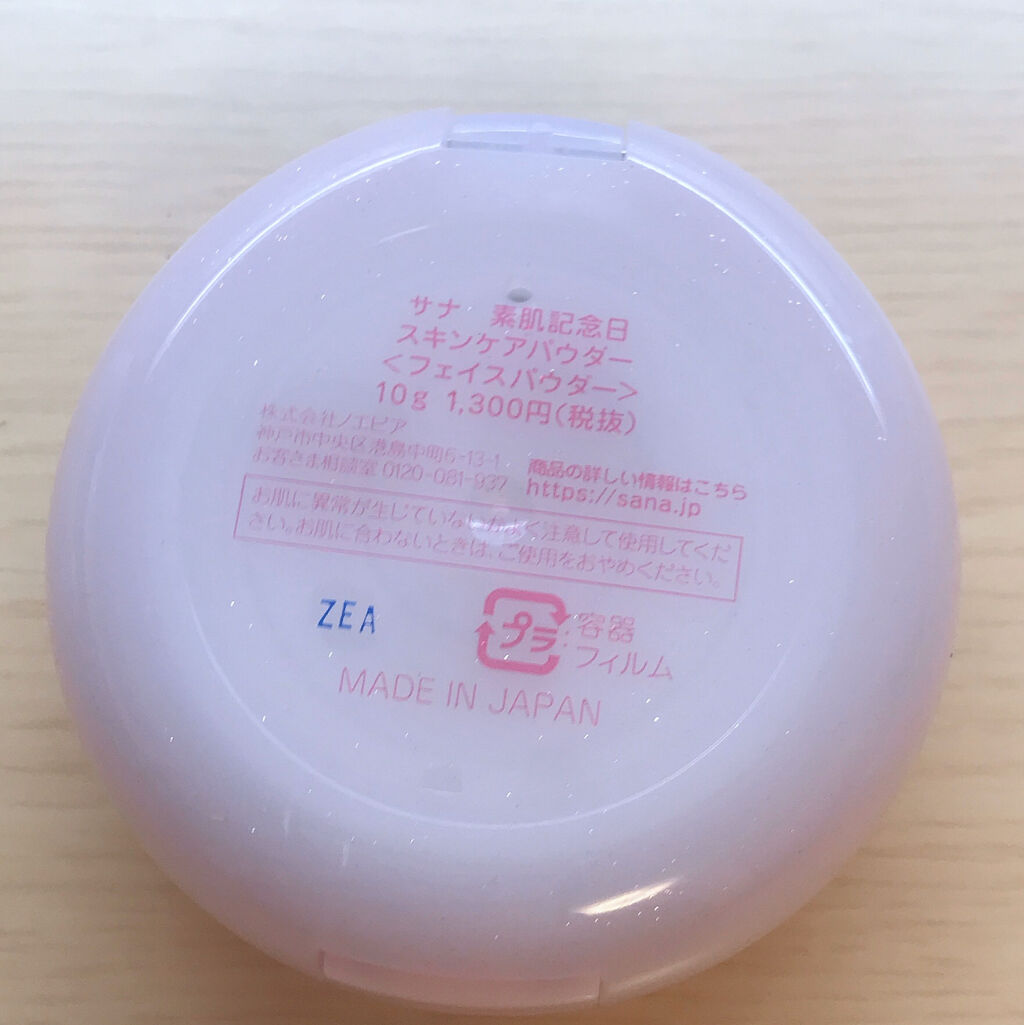 サナ 素肌記念日
スキンケアパウダー
<フェイスパウダー>
10g 1,300円(税抜)
株式会社ノエビア
神戸市中央区港島中町6-13-1
お客さま相談室 0120-081-937
商品の詳しい情報はこちら
https://sana.jp
お肌に異常が生じていないかよく注意して使用してくだ
さい。お肌に合わないときは、ご使用をおやめください。
ZEA
プラ
容器
フィルム
MADE IN JAPAN